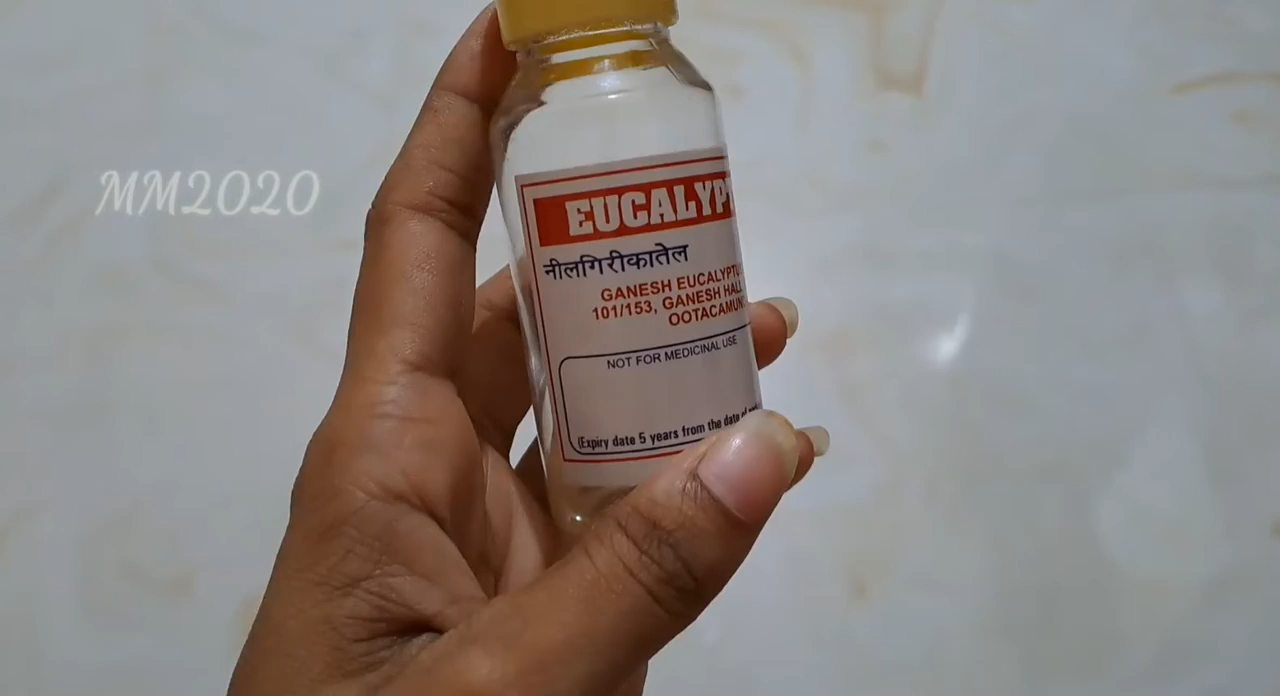 MM2020
EUCALYPT
नीलगिरीकातेल
GANESH EUCALYPTU
101/153, GANESH HALL
OOTACAMUN
NOT FOR MEDICINAL USE
(Expiry date 5 years from the date of